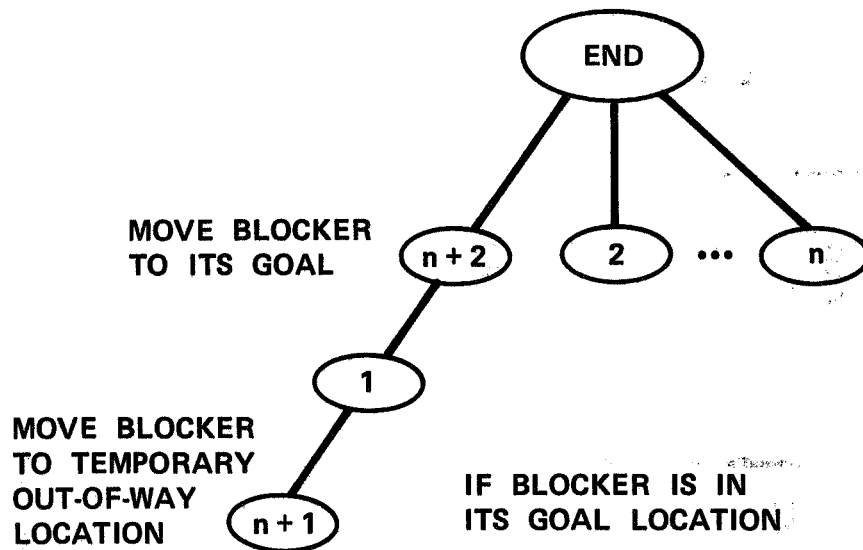 END
MOVE BLOCKER
TO ITS GOAL
n + 2
2
...
n
1
MOVE BLOCKER
TO TEMPORARY
OUT-OF-WAY
LOCATION
n + 1
IF BLOCKER IS IN
ITS GOAL LOCATION